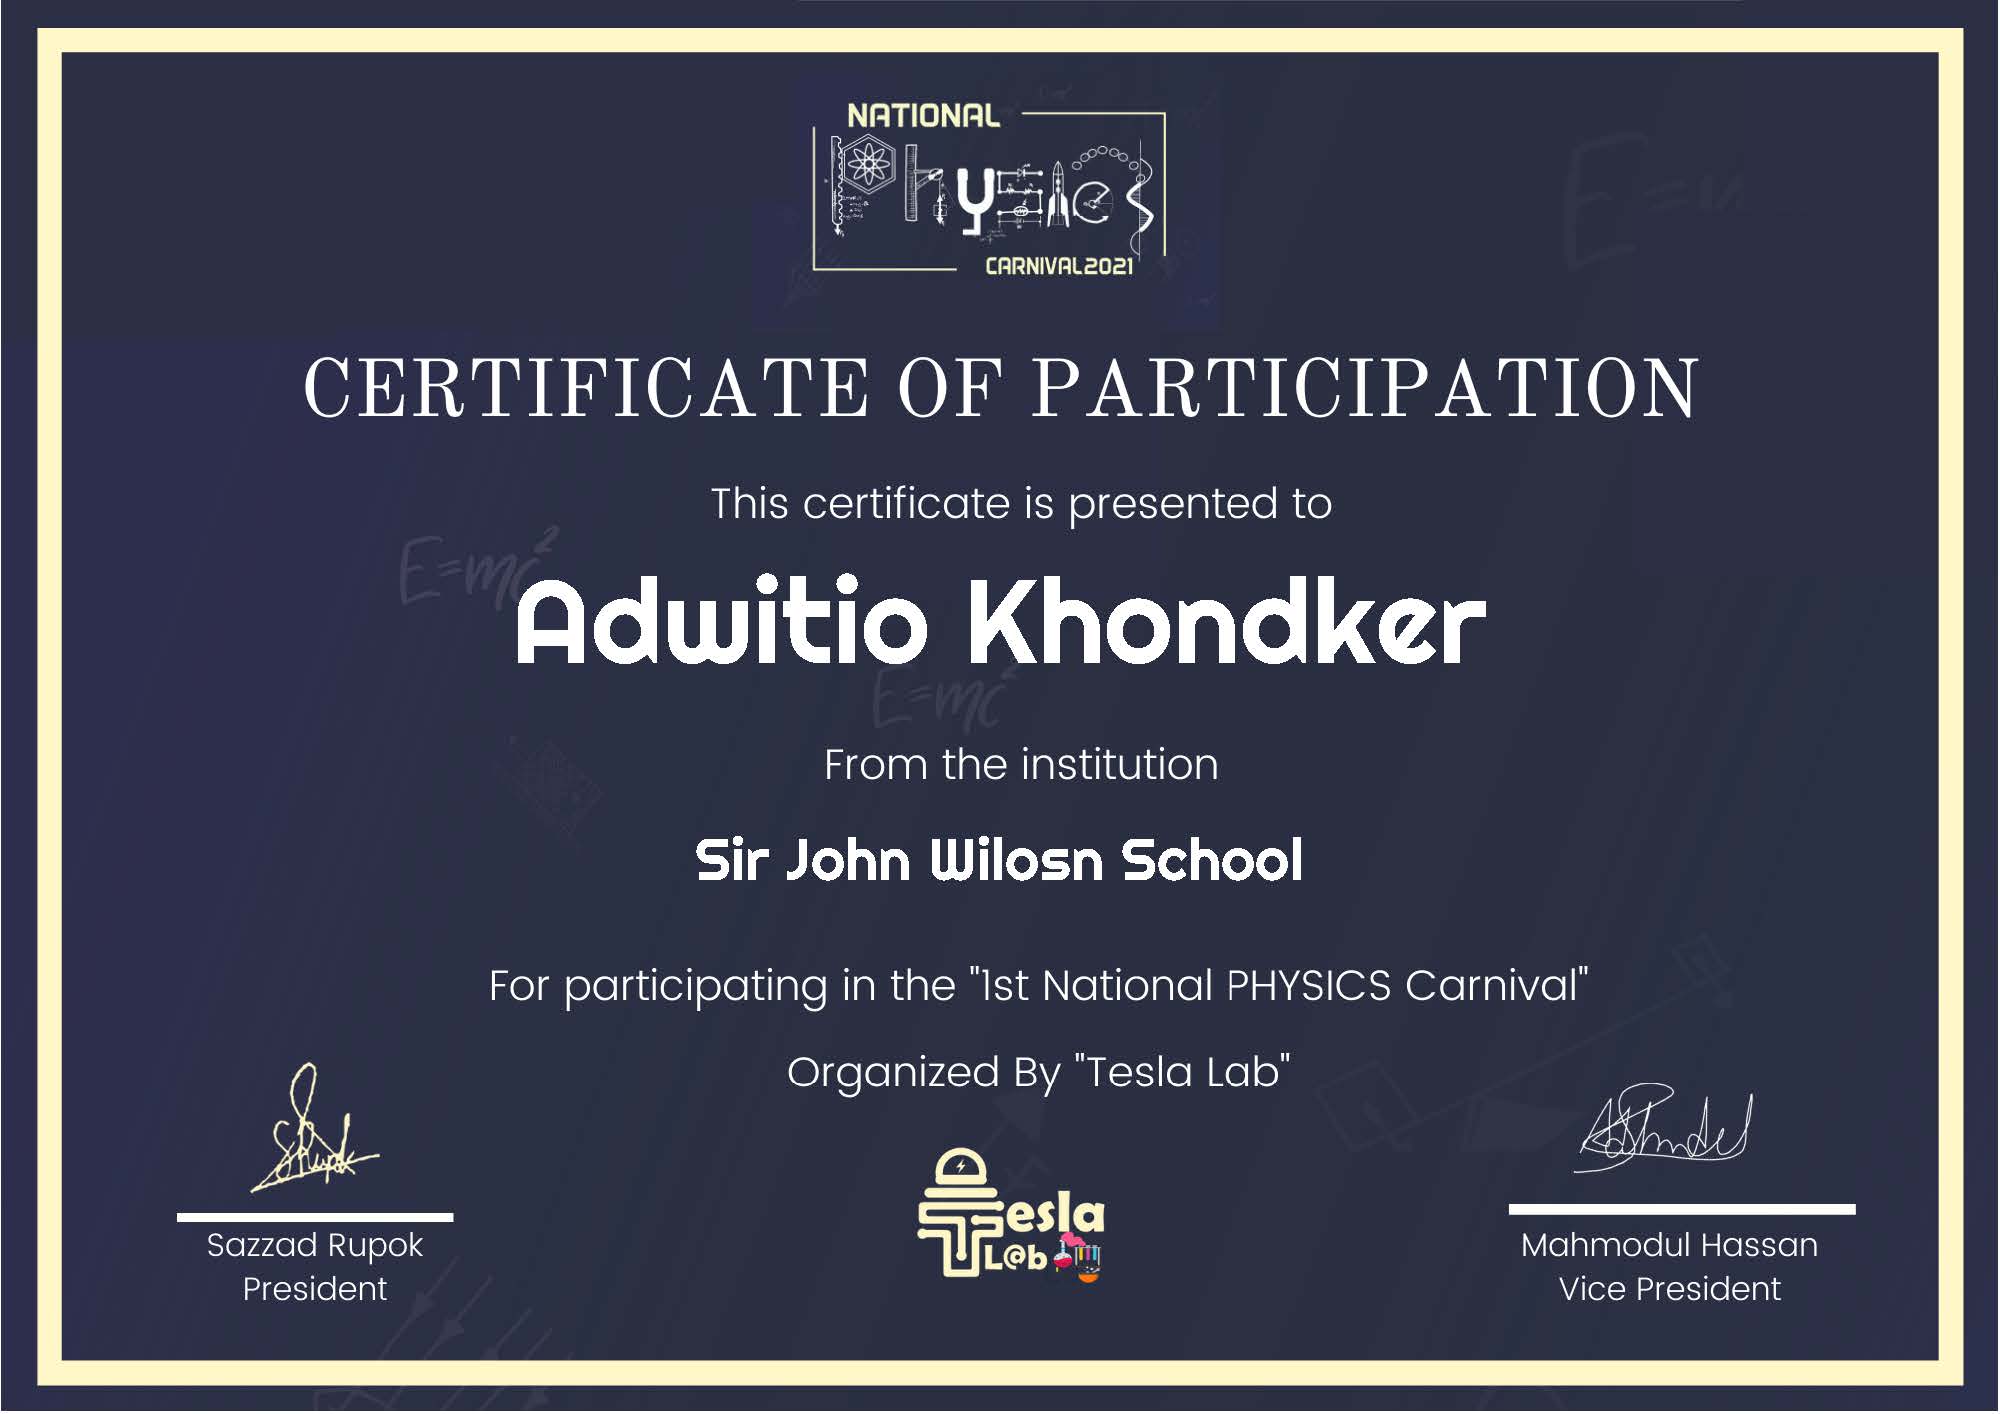 NATIONAL
Physics
CARNIVAL2021
CERTIFICATE OF PARTICIPATION
This certificate is presented to
E=mc²
Adwitio Khondker
E=mc²
From the institution
Sir John Wilosn School
For participating in the "1st National PHYSICS Carnival"
Organized By "Tesla Lab"
Tesla
L@b
Sazzad Rupok
President
Mahmodul Hassan
Vice President